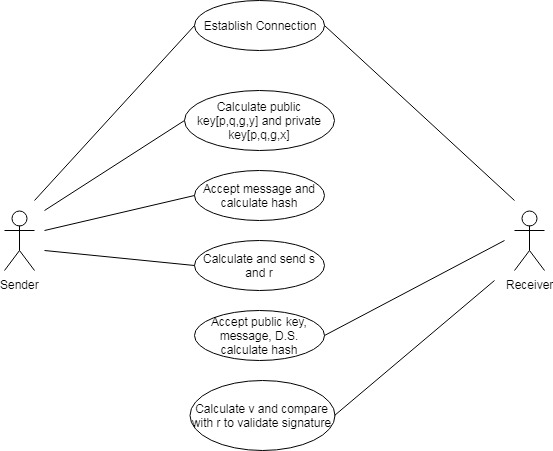 Establish Connection
Calculate public
key[p,q,g,y] and private
key[p,q,g,x]
Accept message and
calculate hash
Calculate and send s
and r
Sender
Receiver
Accept public key,
message, D.S.
calculate hash
Calculate v and compare
with r to validate signature